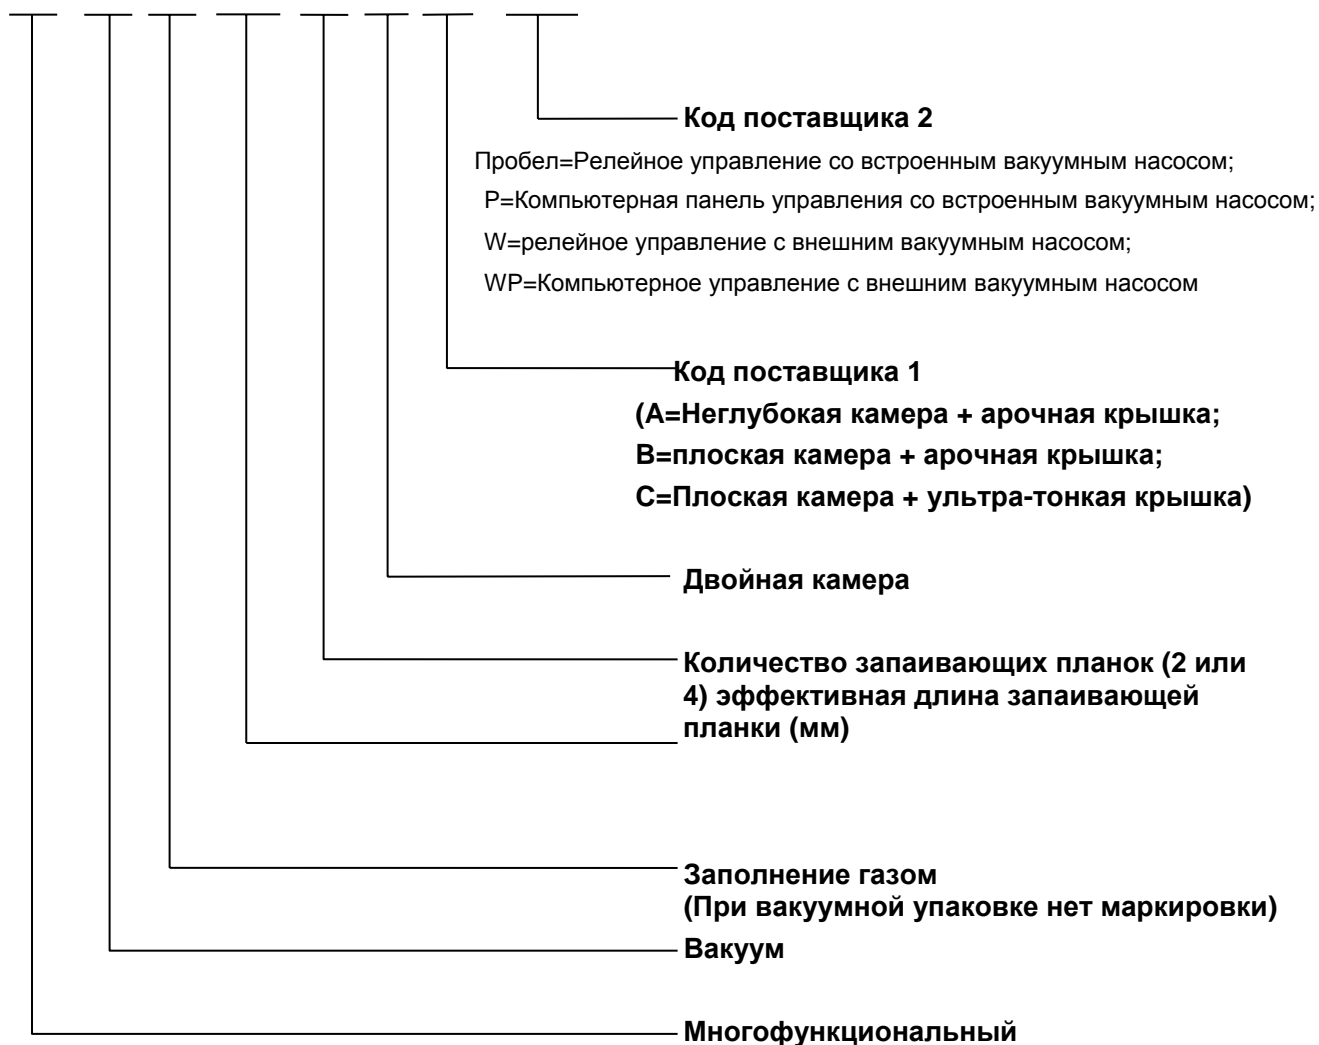 Код поставщика 2
Пробел=Релейное управление со встроенным вакуумным насосом;
P=Компьютерная панель управления со встроенным вакуумным насосом;
W=релейное управление с внешним вакуумным насосом;
WP=Компьютерное управление с внешним вакуумным насосом
Код поставщика 1
(A=Неглубокая камера + арочная крышка;
B=плоская камера + арочная крышка;
C=Плоская камера + ультра-тонкая крышка)
Двойная камера
Количество запаивающих планок (2 или
4) эффективная длина запаивающей
планки (мм)
Заполнение газом
(При вакуумной упаковке нет маркировки)
Вакуум
Многофункциональный